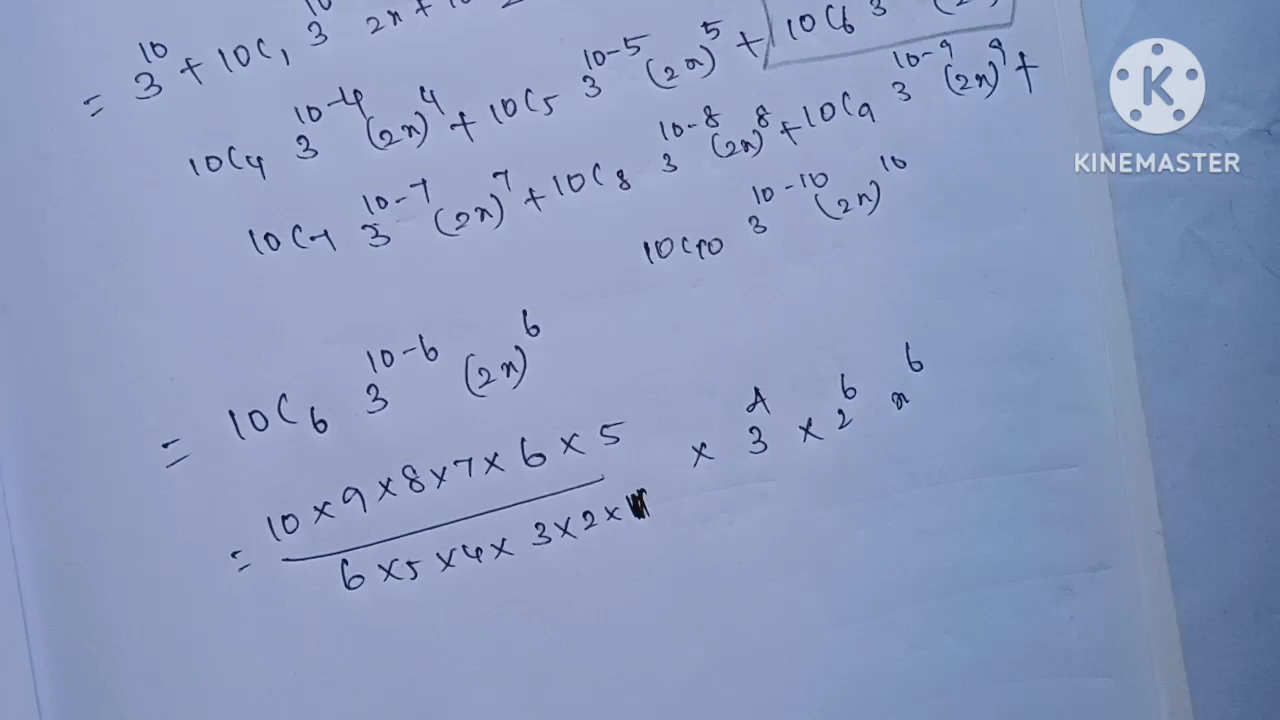 = 3^10 + 10C1 3^10 2x +
10C4 3^10-4 (2x)^4 + 10C5 3^10-5 (2x)^5 + 10C6 3
10C7 3^10-7 (2x)^7 + 10C8 3^10-8 (2x)^8 + 10C9 3^10-9 (2x)^9 +
10C10 3^10-10 (2x)^10
= 10C6 3^10-6 (2x)^6
= 10×9×8×7×6×5 / 6×5×4×3×2× × 3^4 × 2^6 x^6
KINEMASTER